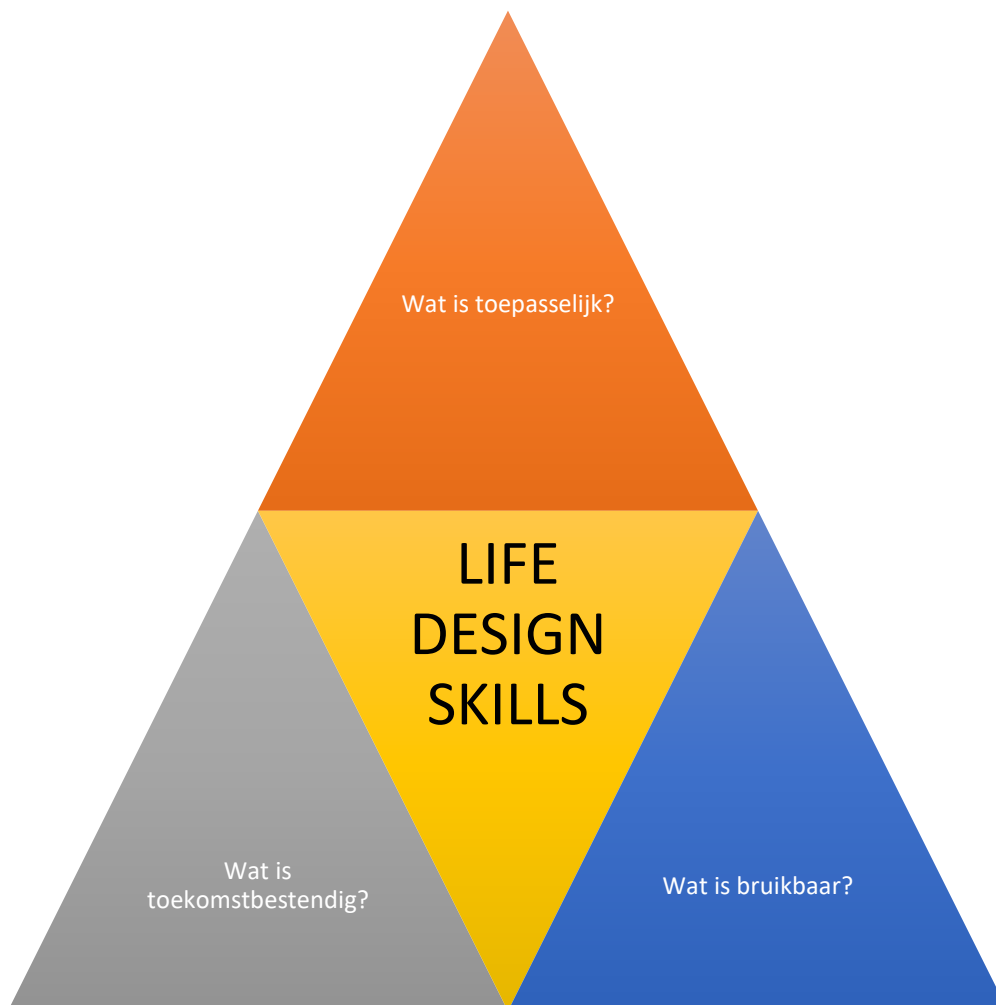 Wat is toepasselijk?
LIFE
DESIGN
SKILLS
Wat is
toekomstbestendig?
Wat is bruikbaar?